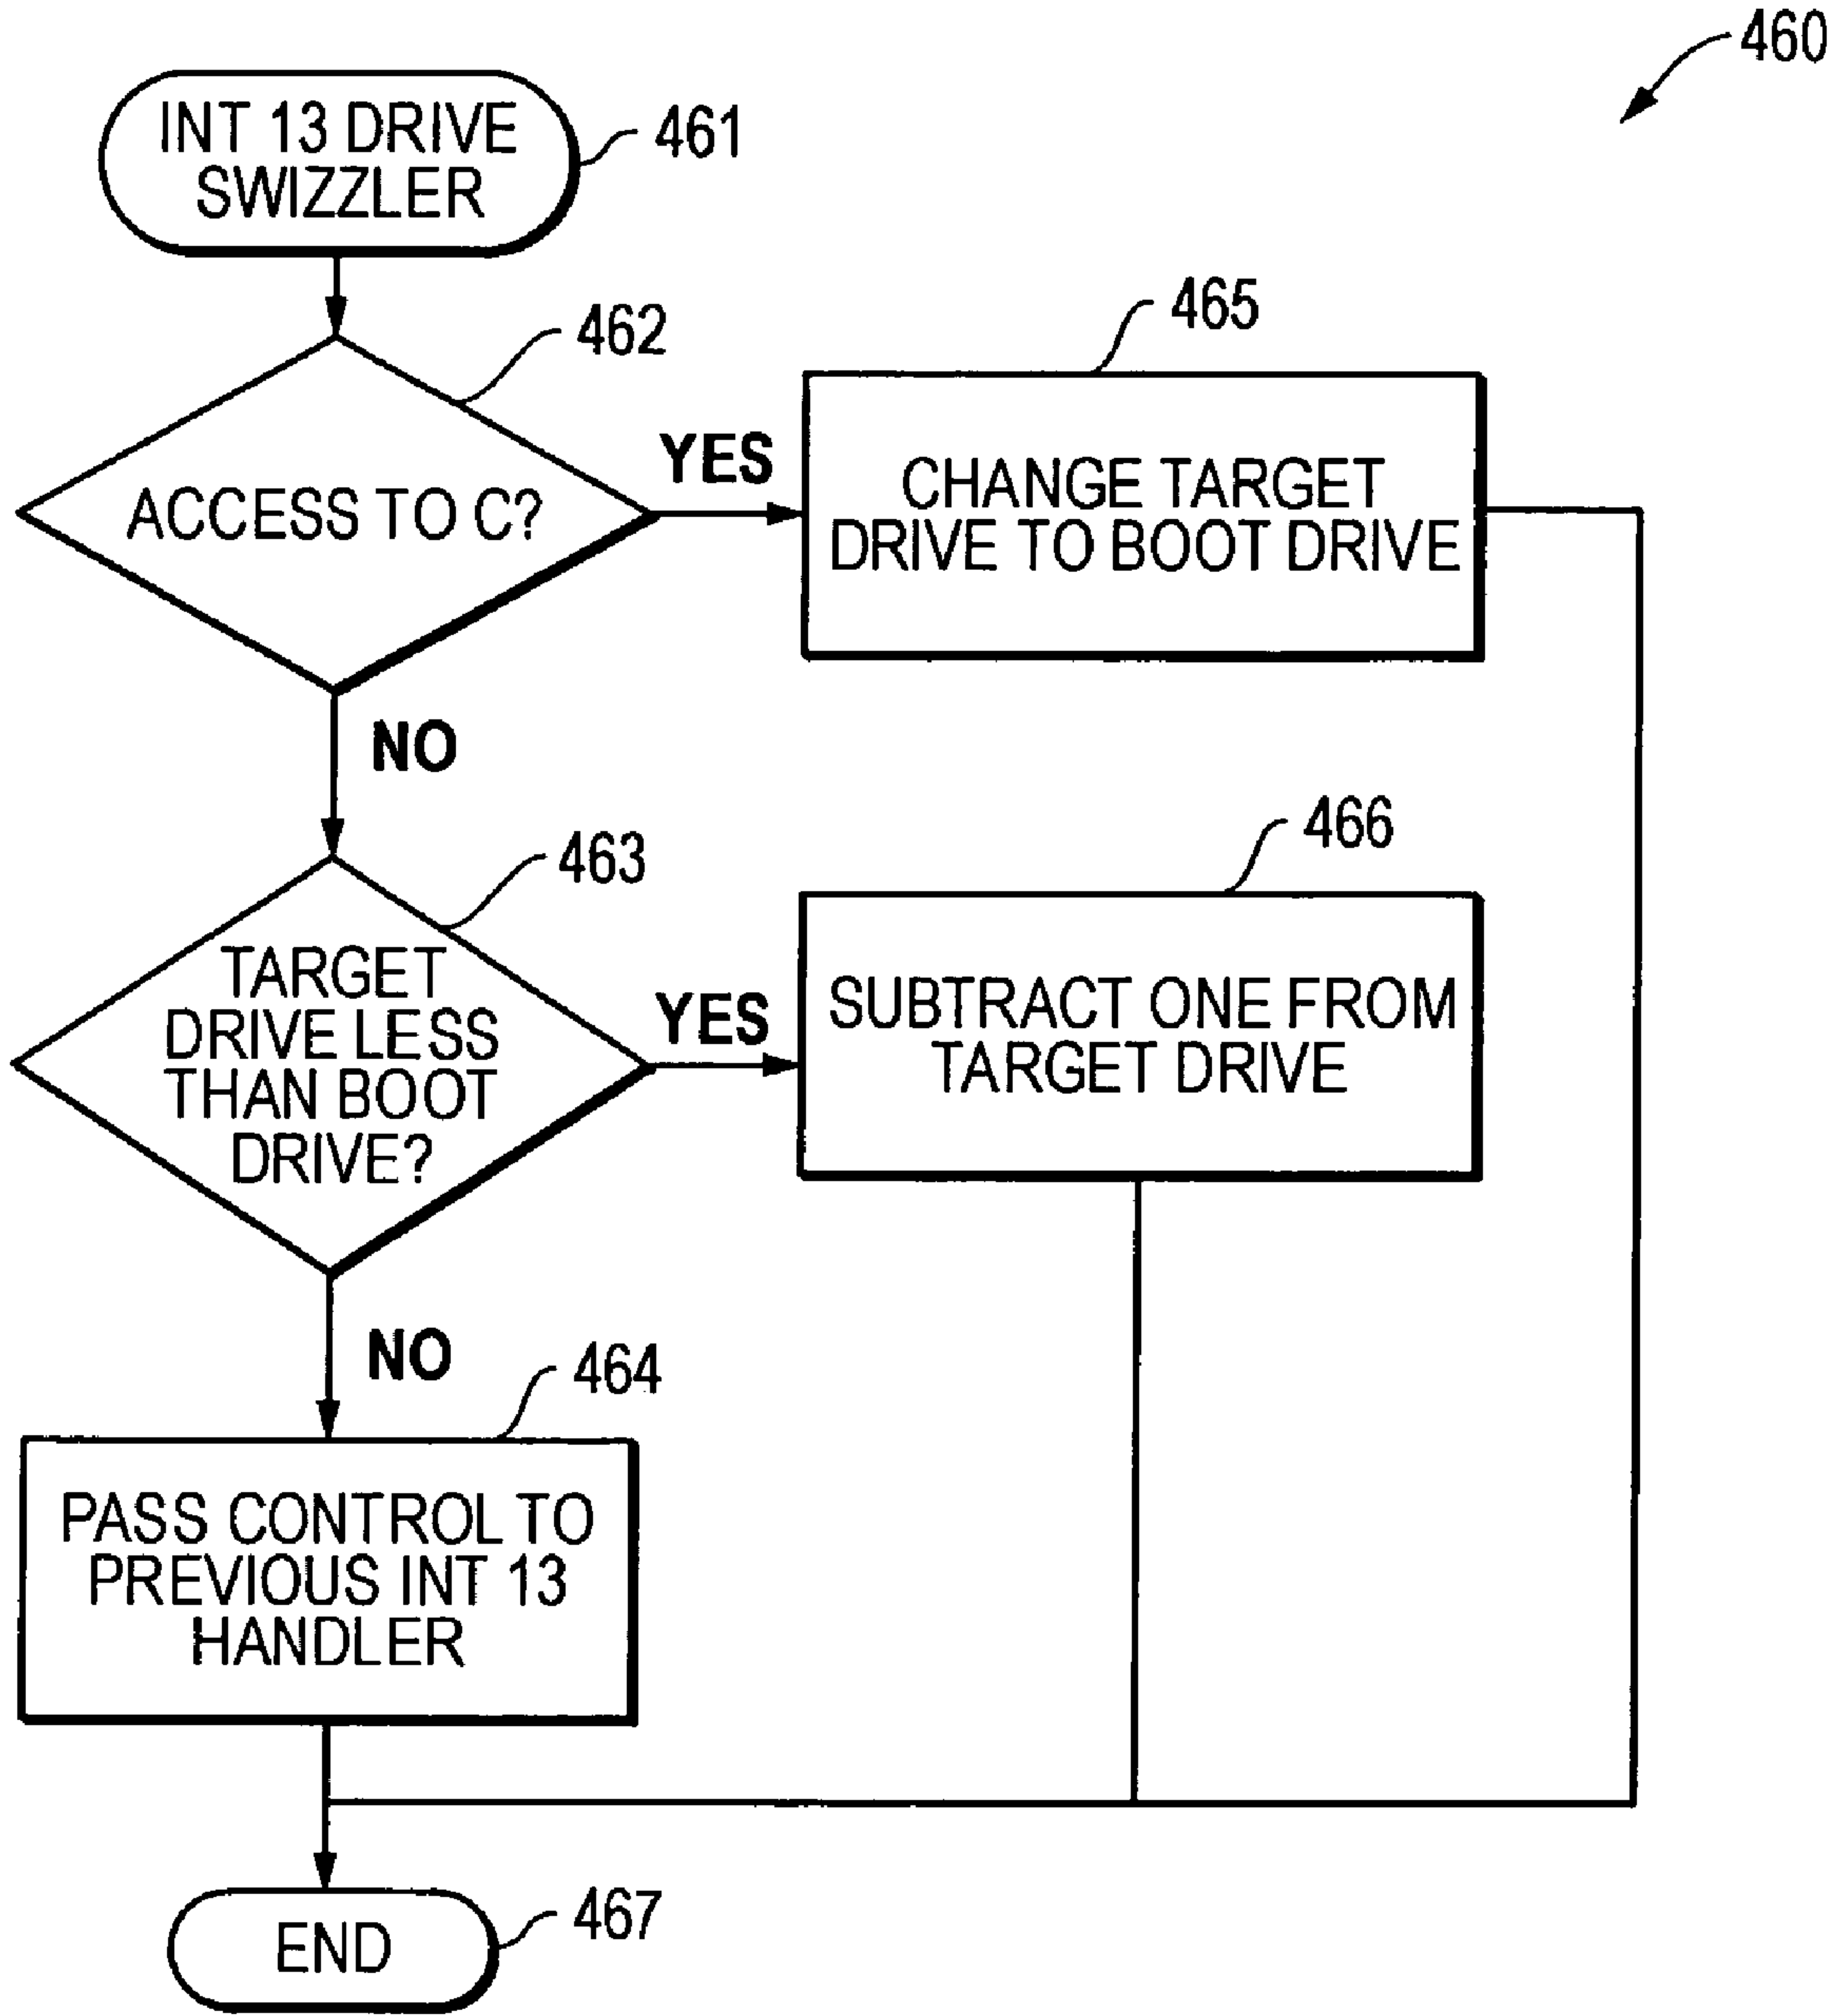 460
INT 13 DRIVE
SWIZZLER
461
462
ACCESS TO C?
YES
465
CHANGE TARGET
DRIVE TO BOOT DRIVE
NO
463
TARGET
DRIVE LESS
THAN BOOT
DRIVE?
YES
466
SUBTRACT ONE FROM
TARGET DRIVE
NO
464
PASS CONTROL TO
PREVIOUS INT 13
HANDLER
END
467